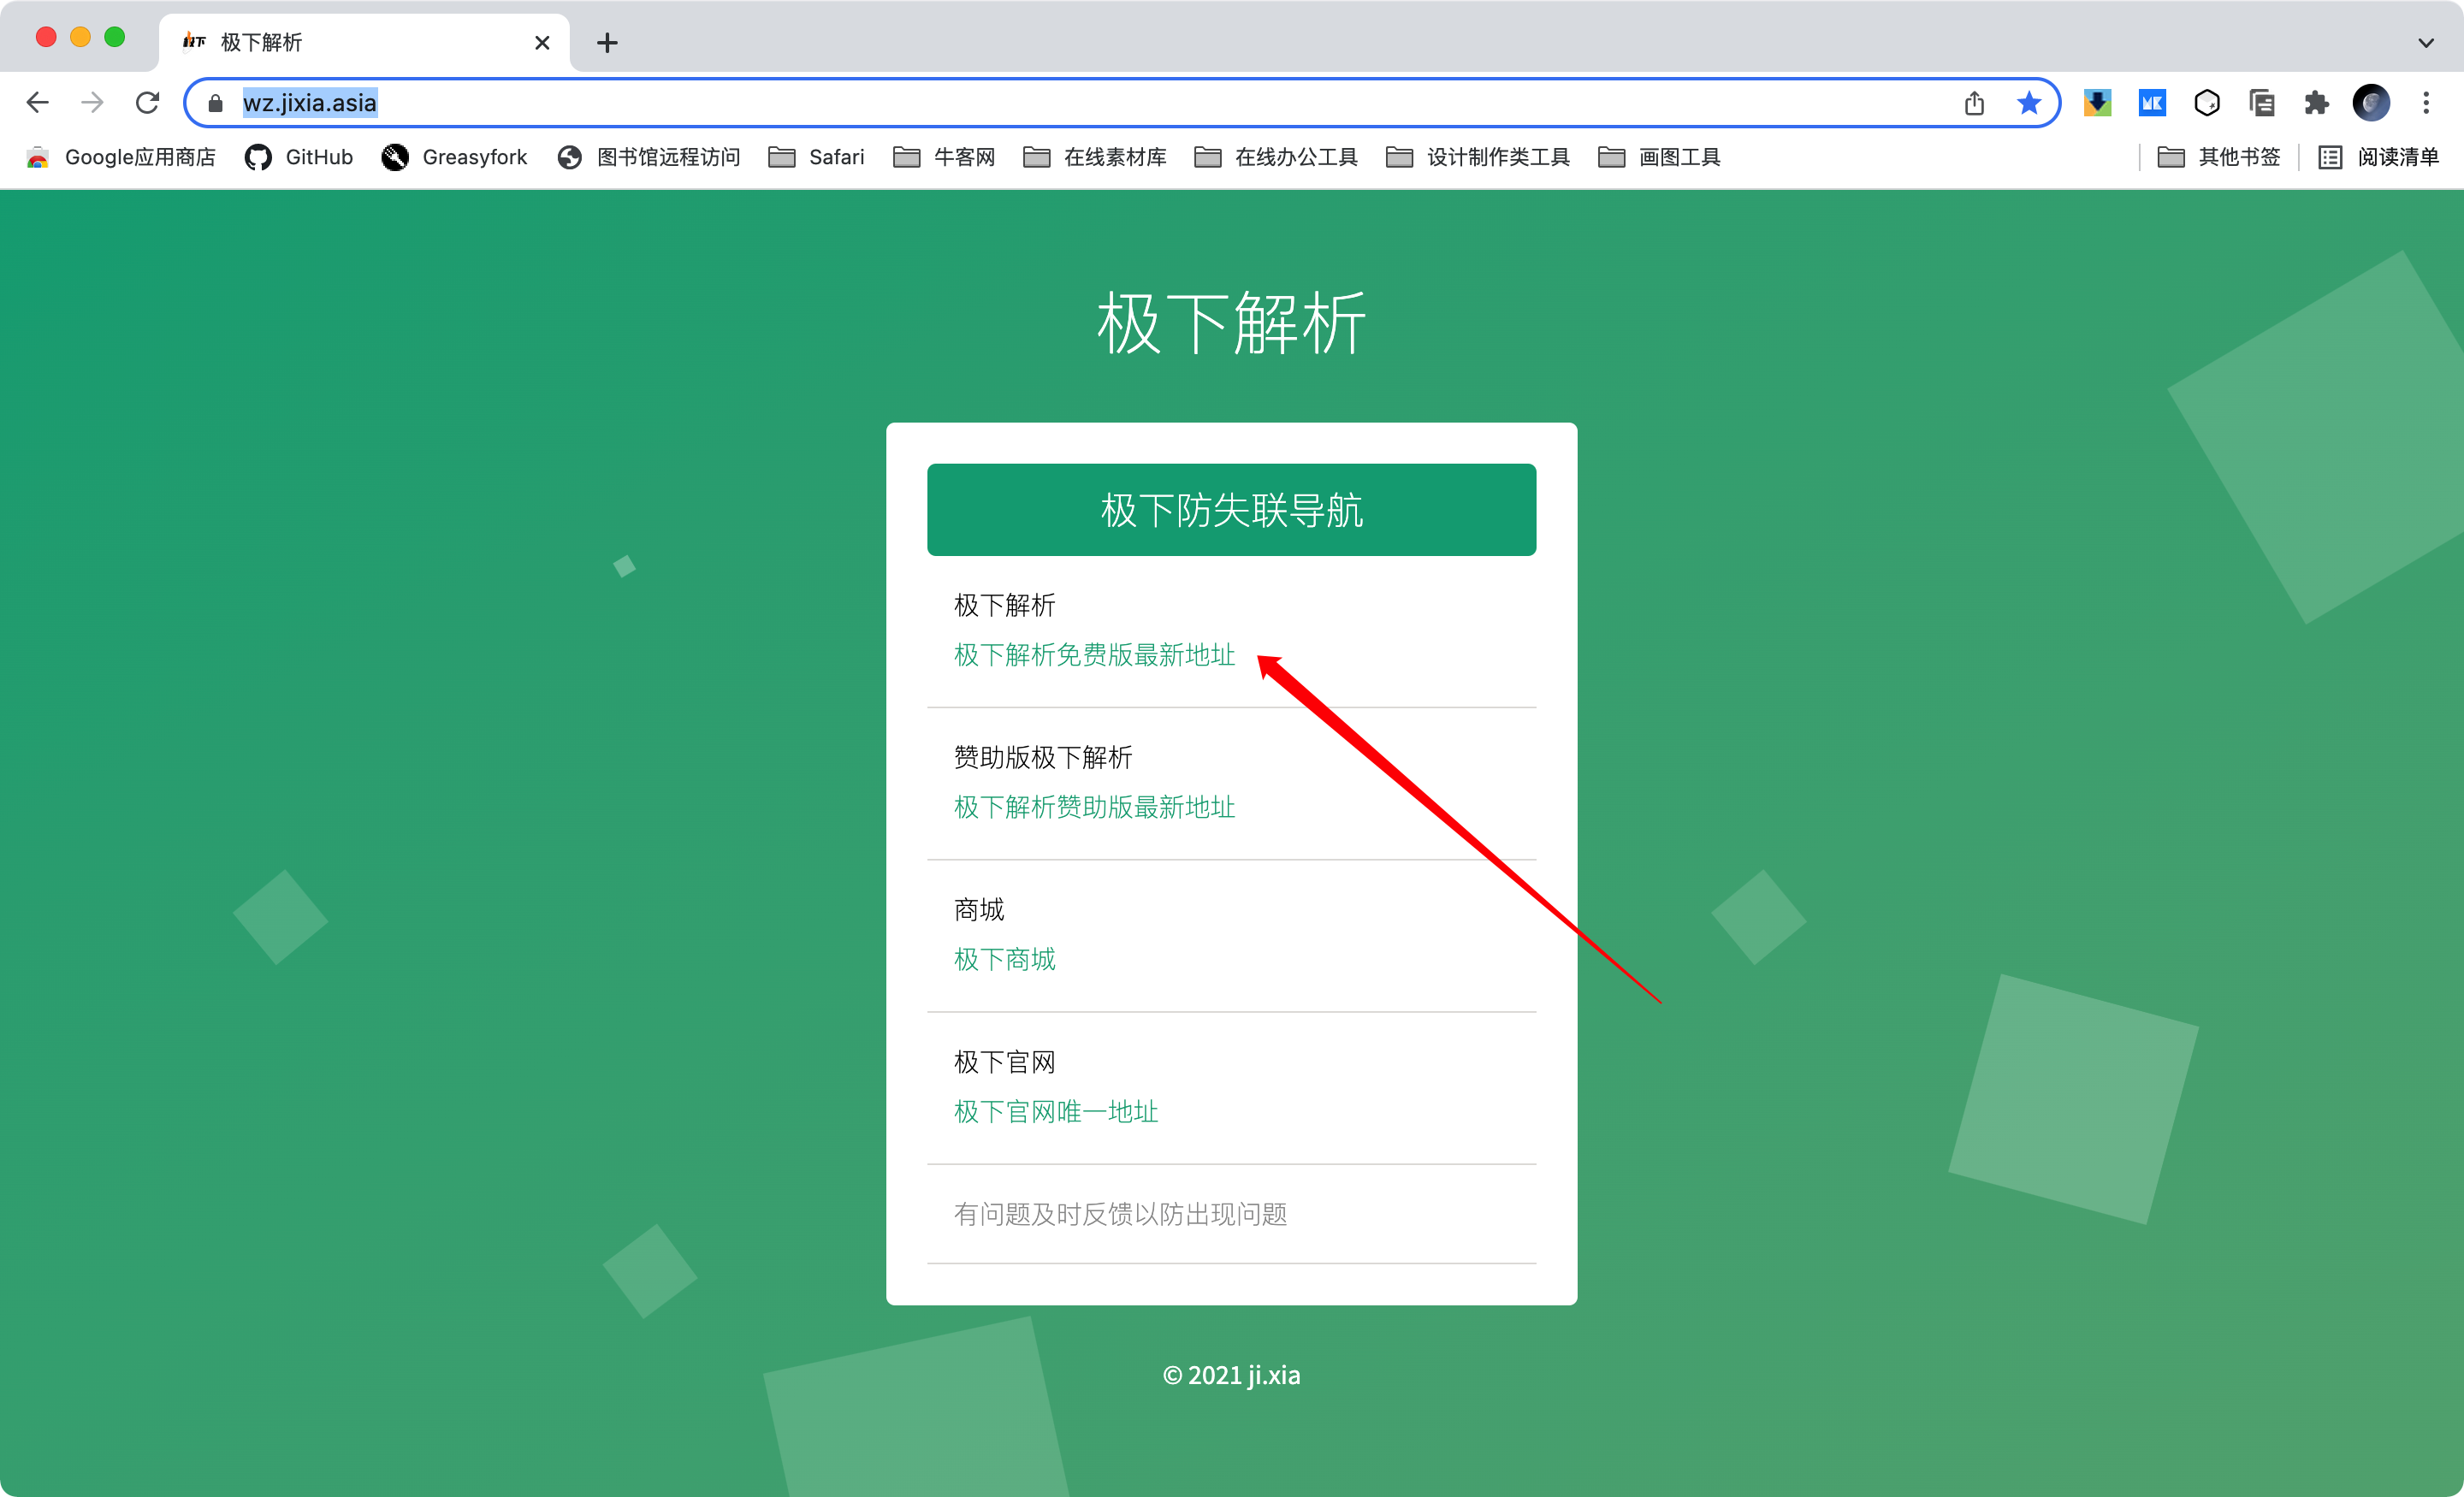 极下解析
wz.jixia.asia
Google应用商店 GitHub Greasyfork 图书馆远程访问 Safari 牛客网 在线素材库 在线办公工具 设计制作类工具 画图工具 其他书签 阅读清单
极下解析
极下防失联导航
极下解析
极下解析免费版最新地址
赞助版极下解析
极下解析赞助版最新地址
商城
极下商城
极下官网
极下官网唯一地址
有问题及时反馈以防出现问题
© 2021 ji.xia